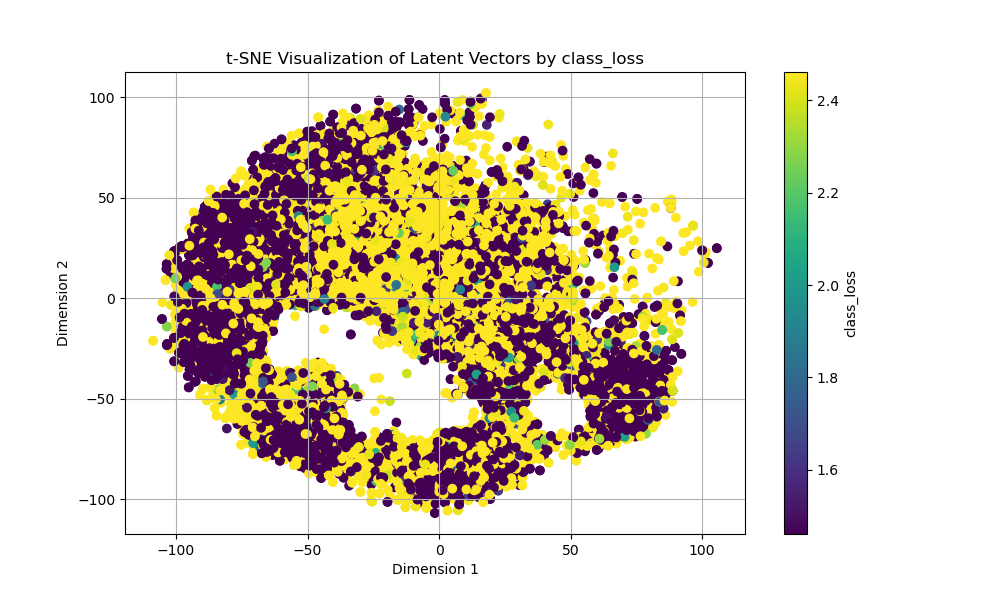 t-SNE Visualization of Latent Vectors by class_loss
100
50
0
−50
−100
Dimension 2
−100 −50 0 50 100
Dimension 1
2.4
2.2
2.0
1.8
1.6
class_loss